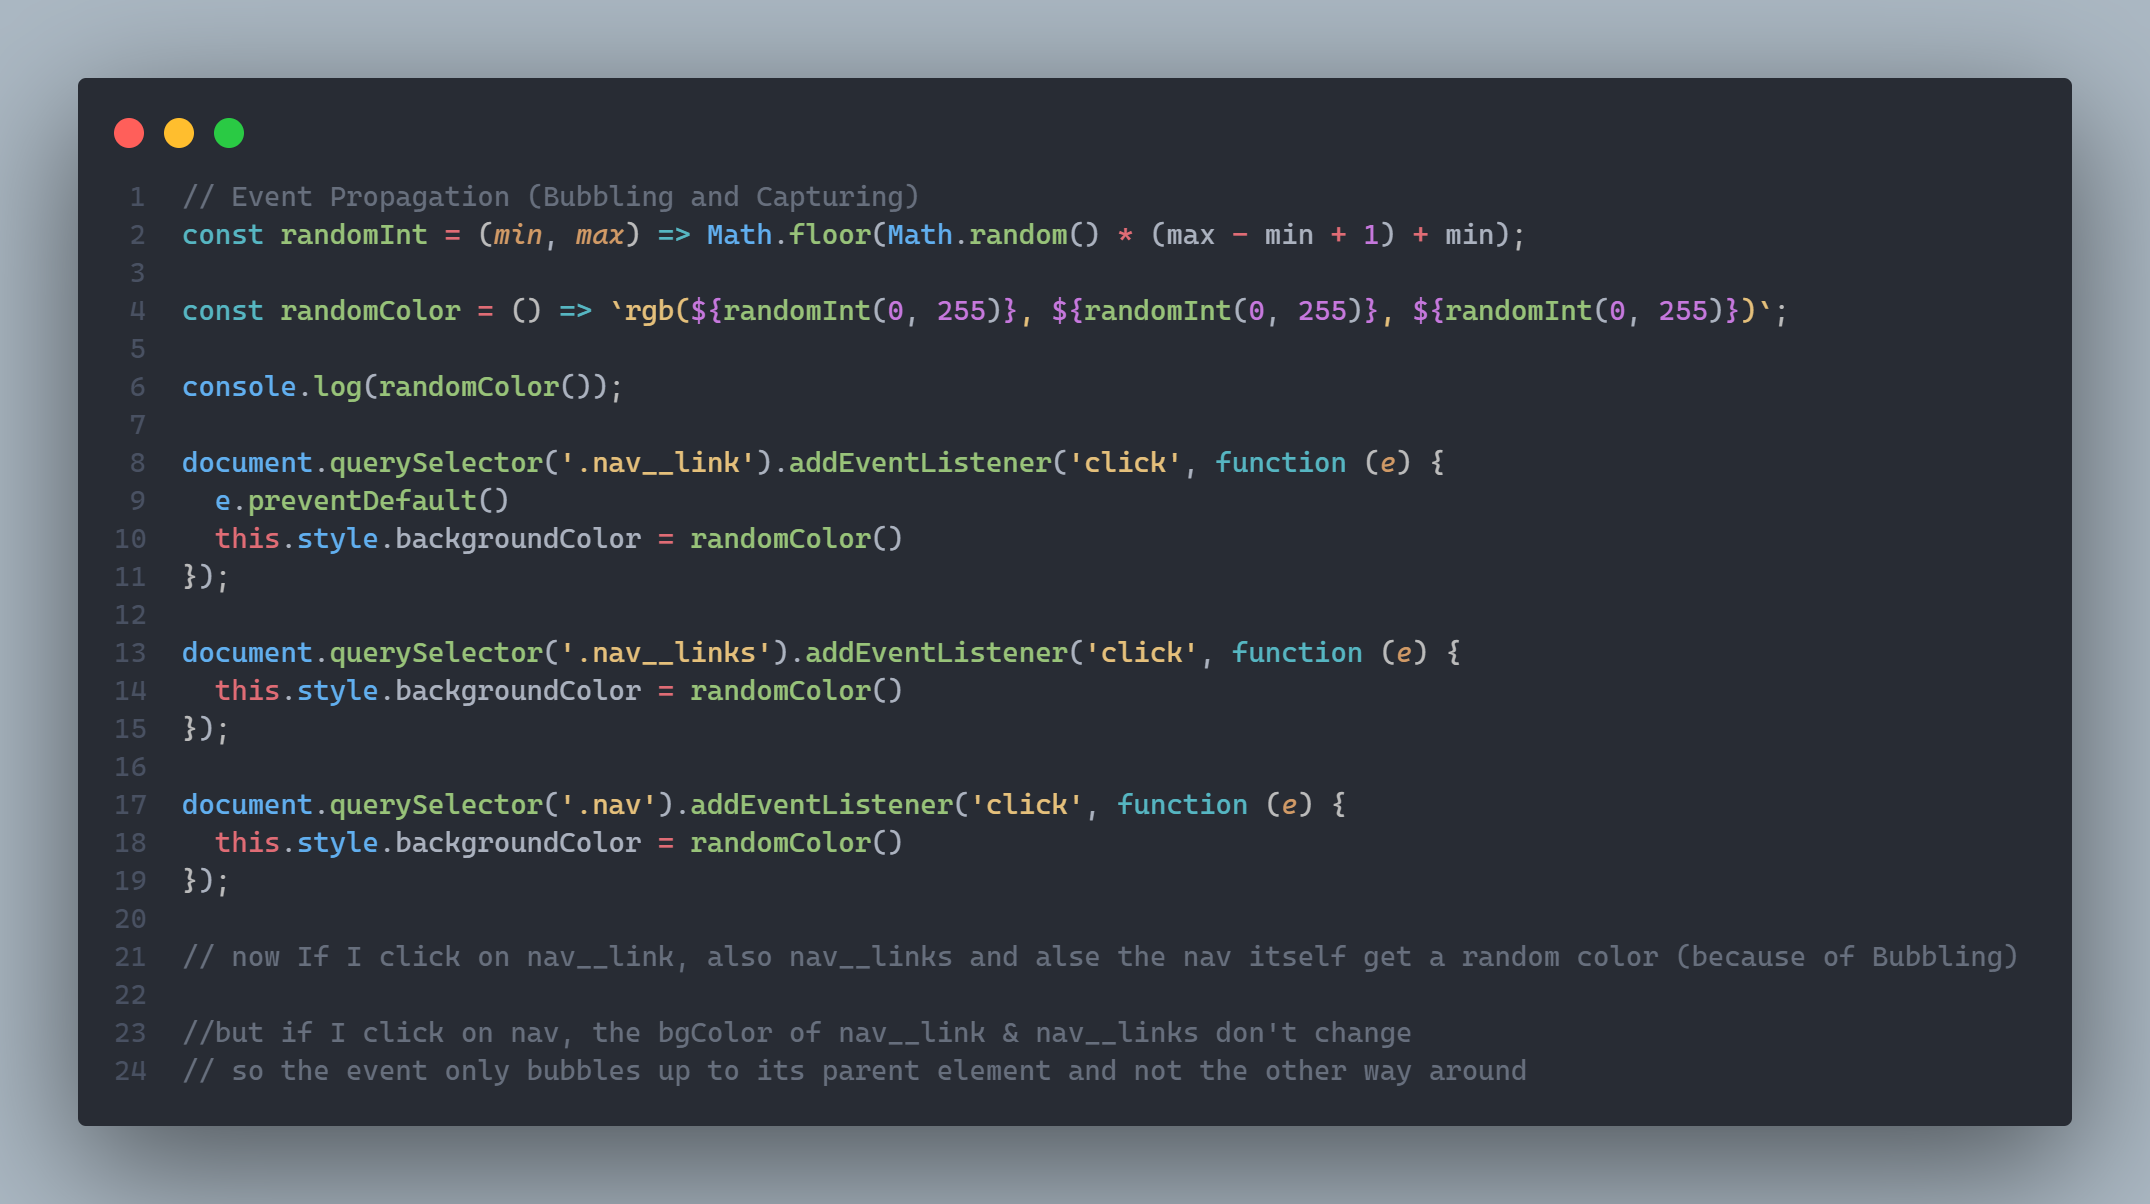 1 // Event Propagation (Bubbling and Capturing)
2 const randomInt = (min, max) => Math.floor(Math.random() * (max - min + 1) + min);
3
4 const randomColor = () => `rgb(${randomInt(0, 255)}, ${randomInt(0, 255)}, ${randomInt(0, 255)})`;
5
6 console.log(randomColor());
7
8 document.querySelector('.nav__link').addEventListener('click', function (e) {
9   e.preventDefault()
10   this.style.backgroundColor = randomColor()
11 });
12
13 document.querySelector('.nav__links').addEventListener('click', function (e) {
14   this.style.backgroundColor = randomColor()
15 });
16
17 document.querySelector('.nav').addEventListener('click', function (e) {
18   this.style.backgroundColor = randomColor()
19 });
20
21 // now If I click on nav__link, also nav__links and alse the nav itself get a random color (because of Bubbling)
22
23 //but if I click on nav, the bgColor of nav__link & nav__links don't change
24 // so the event only bubbles up to its parent element and not the other way around